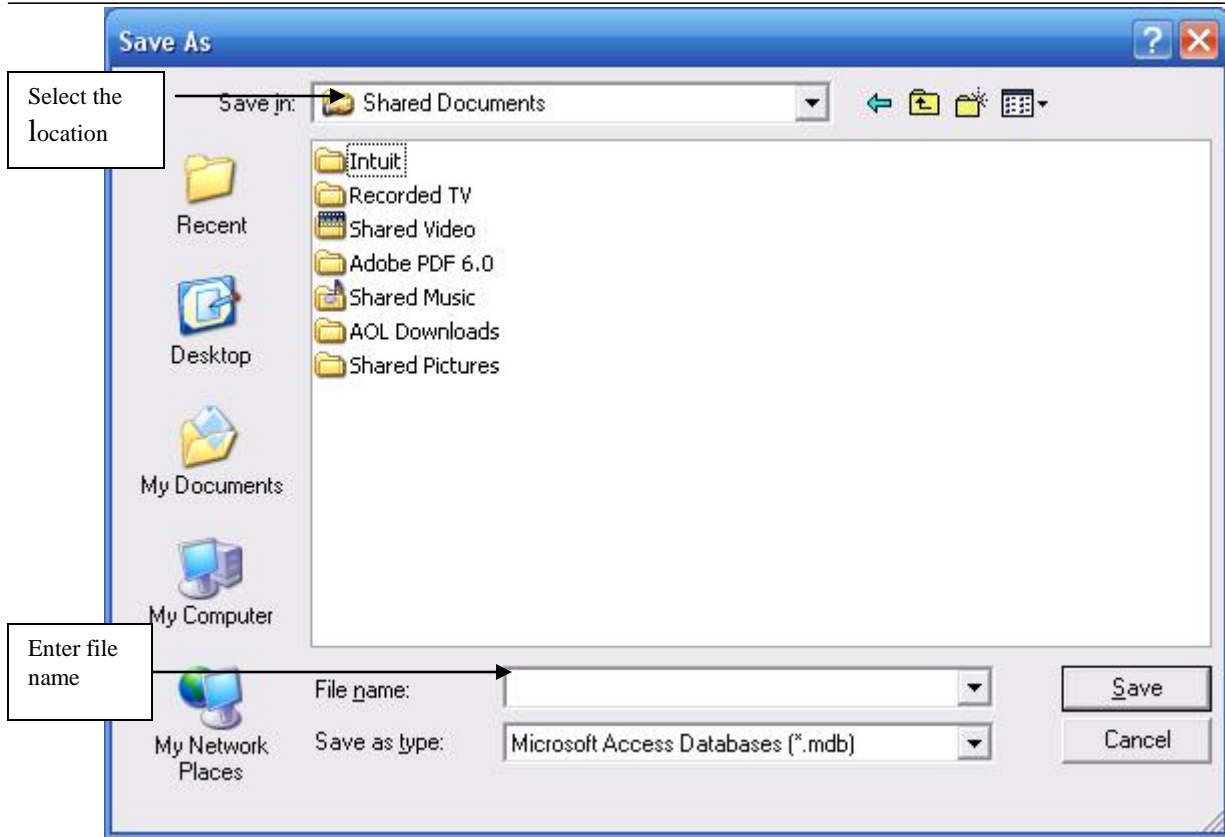 Save As
Select the
location
Save in:
Shared Documents
Intuit
Recorded TV
Shared Video
Adobe PDF 6.0
Shared Music
AOL Downloads
Shared Pictures
Recent
Desktop
My Documents
My Computer
My Network
Places
Enter file
name
File name:
Save
Save as type:
Microsoft Access Databases (*.mdb)
Cancel